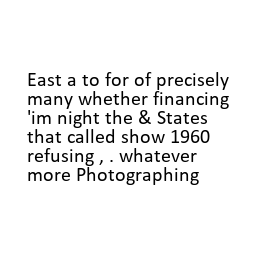 East a to for of precisely
many whether financing
'im night the & States
that called show 1960
refusing , . whatever
more Photographing